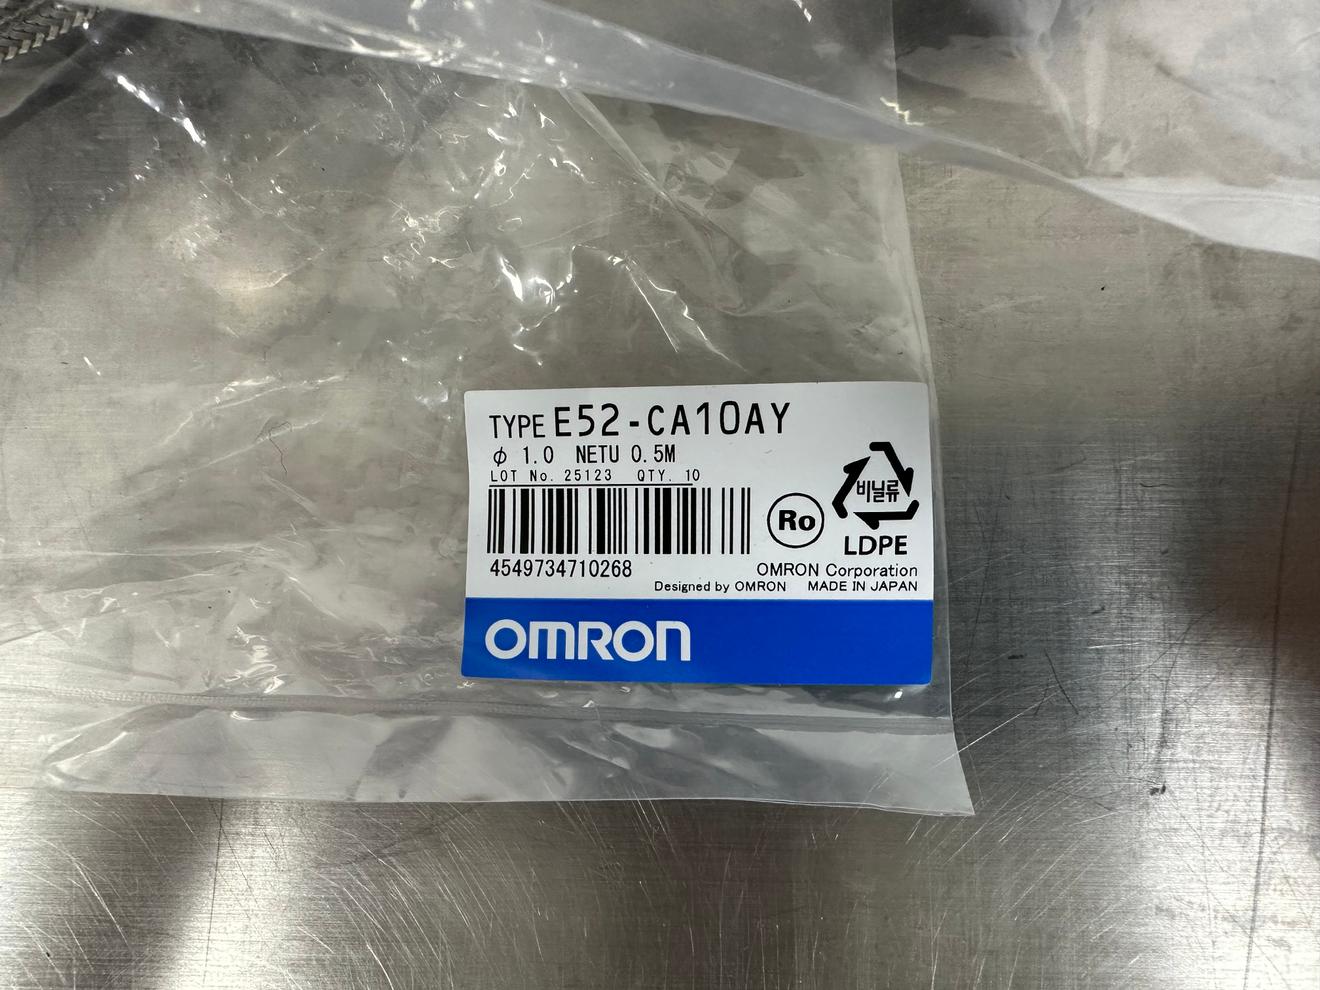 TYPE E52-CA10AY
φ 1.0 NETU 0.5M
LOT No. 25123 QTY. 10
4549734710268
Ro
비닐류
LDPE
OMRON Corporation
Designed by OMRON MADE IN JAPAN
OMRON